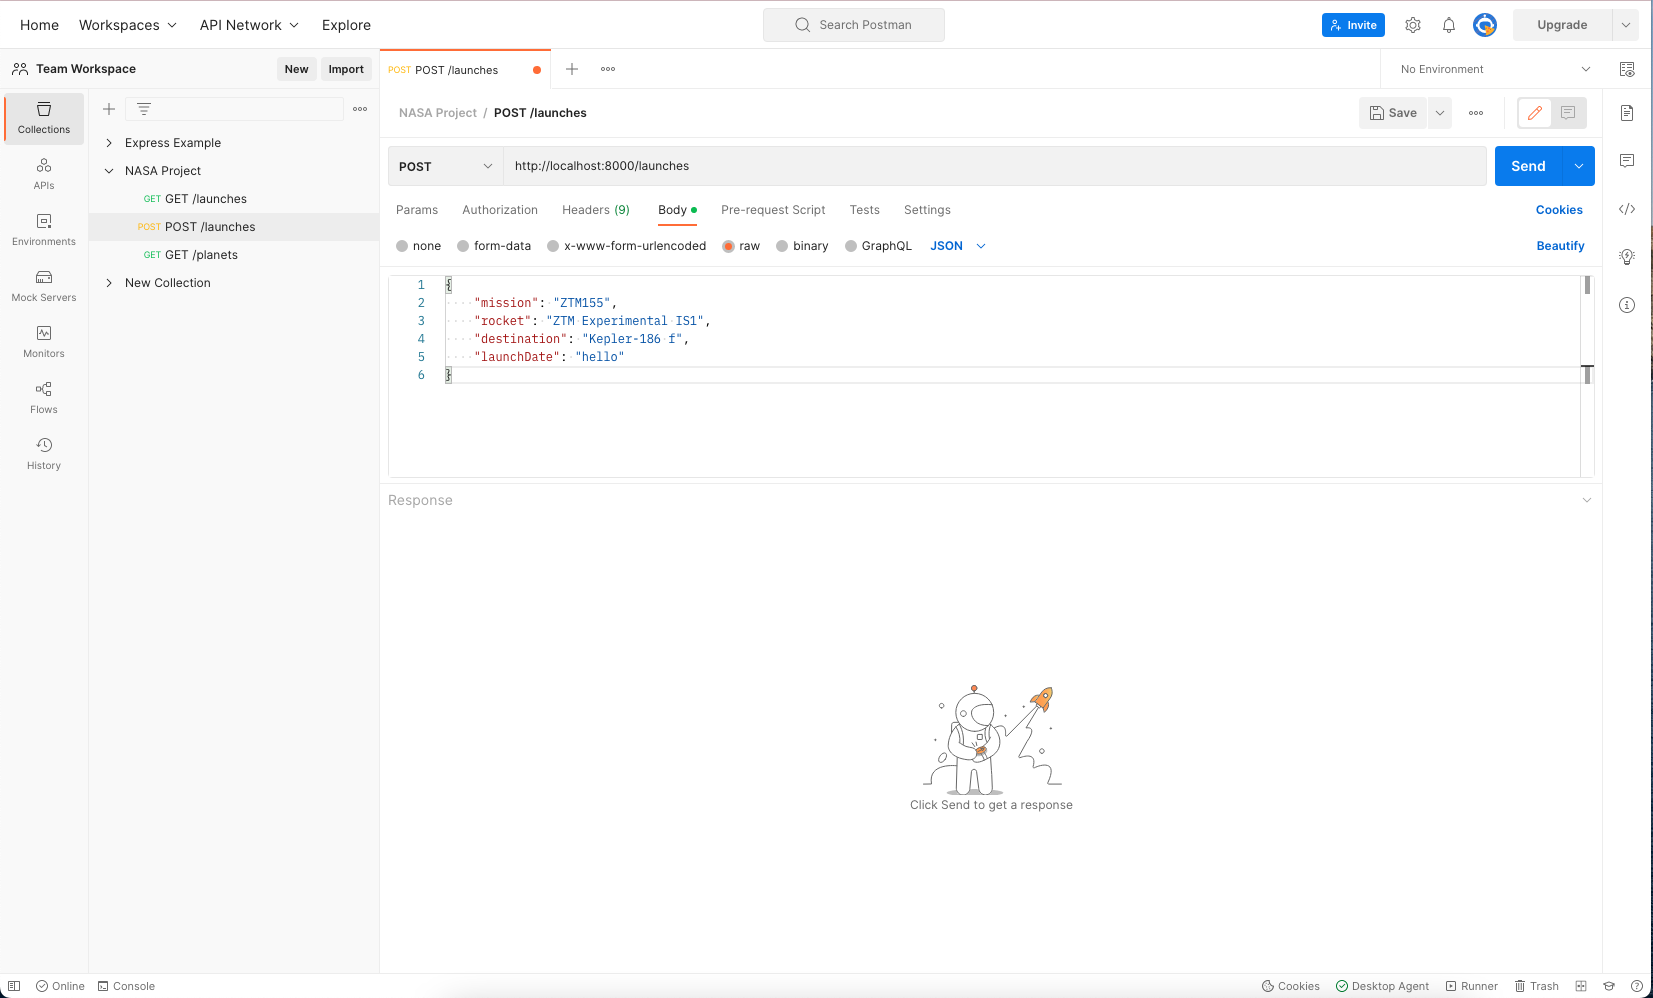 Home Workspaces API Network Explore Search Postman Invite Upgrade
Team Workspace New Import POST POST /launches No Environment
NASA Project / POST /launches Save
Collections
APIs
Environments
Mock Servers
Monitors
Flows
History
Express Example
NASA Project
GET GET /launches
POST POST /launches
GET GET /planets
New Collection
POST http://localhost:8000/launches Send
Params Authorization Headers (9) Body Pre-request Script Tests Settings Cookies
none form-data x-www-form-urlencoded raw binary GraphQL JSON Beautify
1 {
2 "mission": "ZTM155",
3 "rocket": "ZTM Experimental IS1",
4 "destination": "Kepler-186 f",
5 "launchDate": "hello"
6 }
Response
Click Send to get a response
Online Console Cookies Desktop Agent Runner Trash